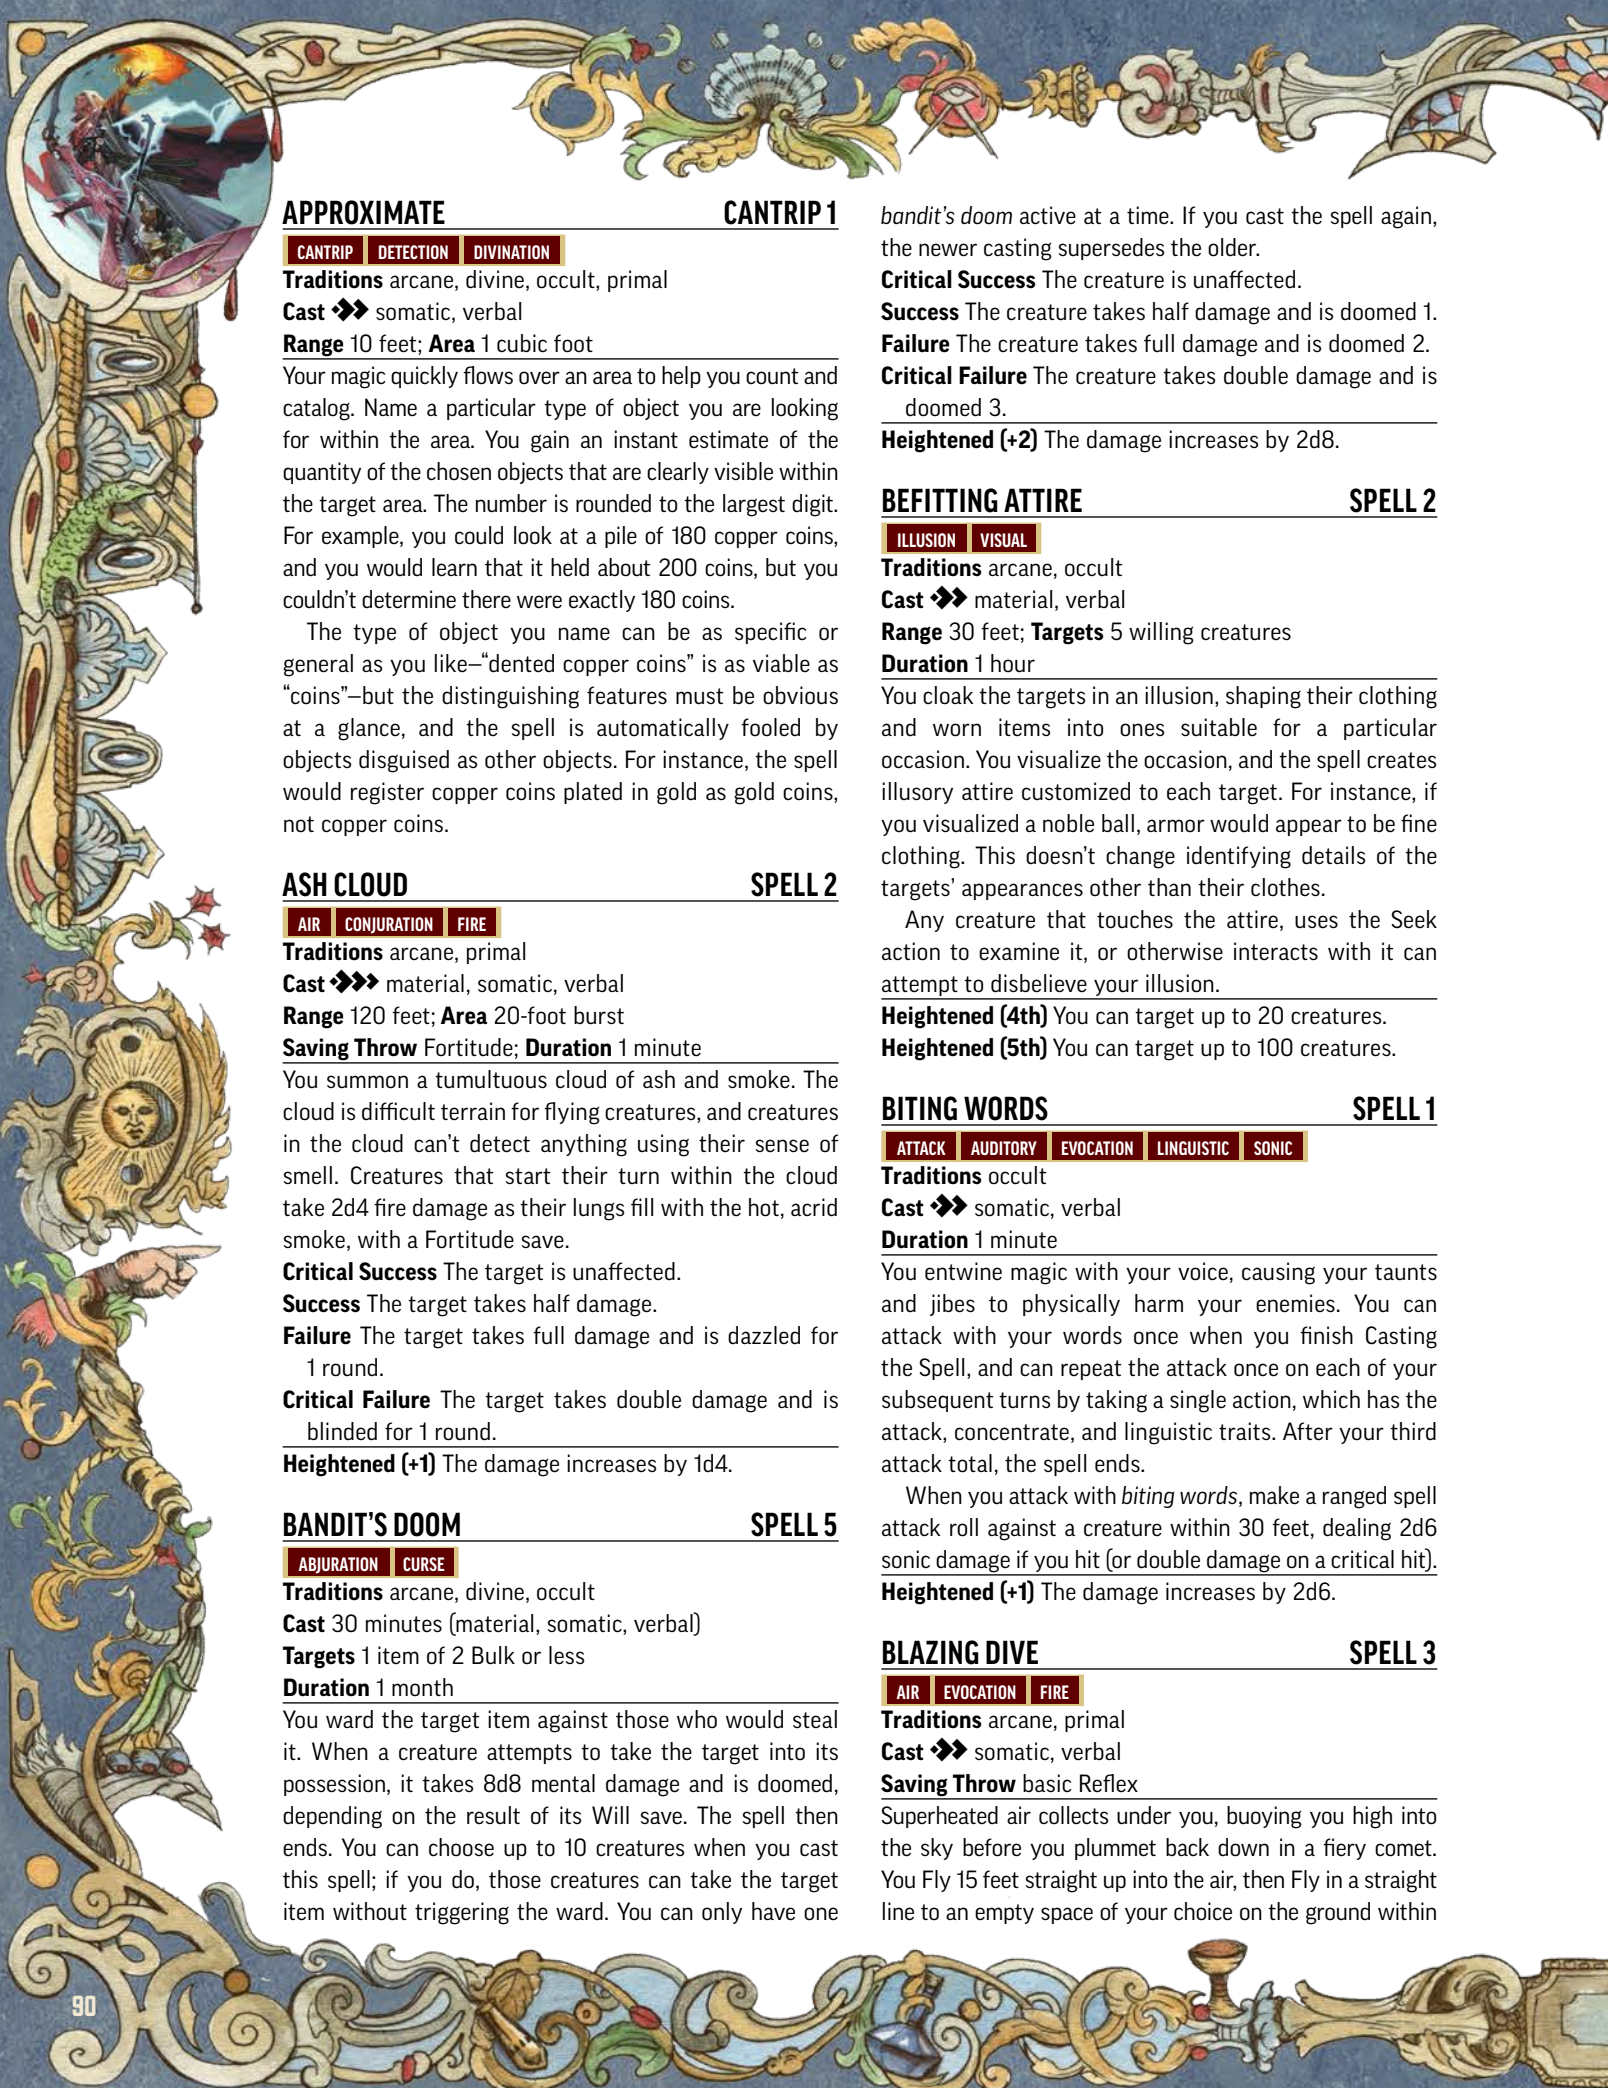 APPROXIMATE CANTRIP 1
CANTRIP DETECTION DIVINATION
Traditions arcane, divine, occult, primal
Cast somatic, verbal
Range 10 feet; Area 1 cubic foot
Your magic quickly flows over an area to help you count and
catalog. Name a particular type of object you are looking
for within the area. You gain an instant estimate of the
quantity of the chosen objects that are clearly visible within
the target area. The number is rounded to the largest digit.
For example, you could look at a pile of 180 copper coins,
and you would learn that it held about 200 coins, but you
couldn't determine there were exactly 180 coins.
The type of object you name can be as specific or
general as you like—“dented copper coins” is as viable as
“coins”—but the distinguishing features must be obvious
at a glance, and the spell is automatically fooled by
objects disguised as other objects. For instance, the spell
would register copper coins plated in gold as gold coins,
not copper coins.
ASH CLOUD SPELL 2
AIR CONJURATION FIRE
Traditions arcane, primal
Cast material, somatic, verbal
Range 120 feet; Area 20-foot burst
Saving Throw Fortitude; Duration 1 minute
You summon a tumultuous cloud of ash and smoke. The
cloud is difficult terrain for flying creatures, and creatures
in the cloud can't detect anything using their sense of
smell. Creatures that start their turn within the cloud
take 2d4 fire damage as their lungs fill with the hot, acrid
smoke, with a Fortitude save.
Critical Success The target is unaffected.
Success The target takes half damage.
Failure The target takes full damage and is dazzled for
1 round.
Critical Failure The target takes double damage and is
blinded for 1 round.
Heightened (+1) The damage increases by 1d4.
BANDIT'S DOOM SPELL 5
ABJURATION CURSE
Traditions arcane, divine, occult
Cast 30 minutes (material, somatic, verbal)
Targets 1 item of 2 Bulk or less
Duration 1 month
You ward the target item against those who would steal
it. When a creature attempts to take the target into its
possession, it takes 8d8 mental damage and is doomed,
depending on the result of its Will save. The spell then
ends. You can choose up to 10 creatures when you cast
this spell; if you do, those creatures can take the target
item without triggering the ward. You can only have one
bandit's doom active at a time. If you cast the spell again,
the newer casting supersedes the older.
Critical Success The creature is unaffected.
Success The creature takes half damage and is doomed 1.
Failure The creature takes full damage and is doomed 2.
Critical Failure The creature takes double damage and is
doomed 3.
Heightened (+2) The damage increases by 2d8.
BEFITTING ATTIRE SPELL 2
ILLUSION VISUAL
Traditions arcane, occult
Cast material, verbal
Range 30 feet; Targets 5 willing creatures
Duration 1 hour
You cloak the targets in an illusion, shaping their clothing
and worn items into ones suitable for a particular
occasion. You visualize the occasion, and the spell creates
illusory attire customized to each target. For instance, if
you visualized a noble ball, armor would appear to be fine
clothing. This doesn't change identifying details of the
targets' appearances other than their clothes.
Any creature that touches the attire, uses the Seek
action to examine it, or otherwise interacts with it can
attempt to disbelieve your illusion.
Heightened (4th) You can target up to 20 creatures.
Heightened (5th) You can target up to 100 creatures.
BITING WORDS SPELL 1
ATTACK AUDITORY EVOCATION LINGUISTIC SONIC
Traditions occult
Cast somatic, verbal
Duration 1 minute
You entwine magic with your voice, causing your taunts
and jibes to physically harm your enemies. You can
attack with your words once when you finish Casting
the Spell, and can repeat the attack once on each of your
subsequent turns by taking a single action, which has the
attack, concentrate, and linguistic traits. After your third
attack total, the spell ends.
When you attack with biting words, make a ranged spell
attack roll against a creature within 30 feet, dealing 2d6
sonic damage if you hit (or double damage on a critical hit).
Heightened (+1) The damage increases by 2d6.
BLAZING DIVE SPELL 3
AIR EVOCATION FIRE
Traditions arcane, primal
Cast somatic, verbal
Saving Throw basic Reflex
Superheated air collects under you, buoying you high into
the sky before you plummet back down in a fiery comet.
You Fly 15 feet straight up into the air, then Fly in a straight
line to an empty space of your choice on the ground within
90